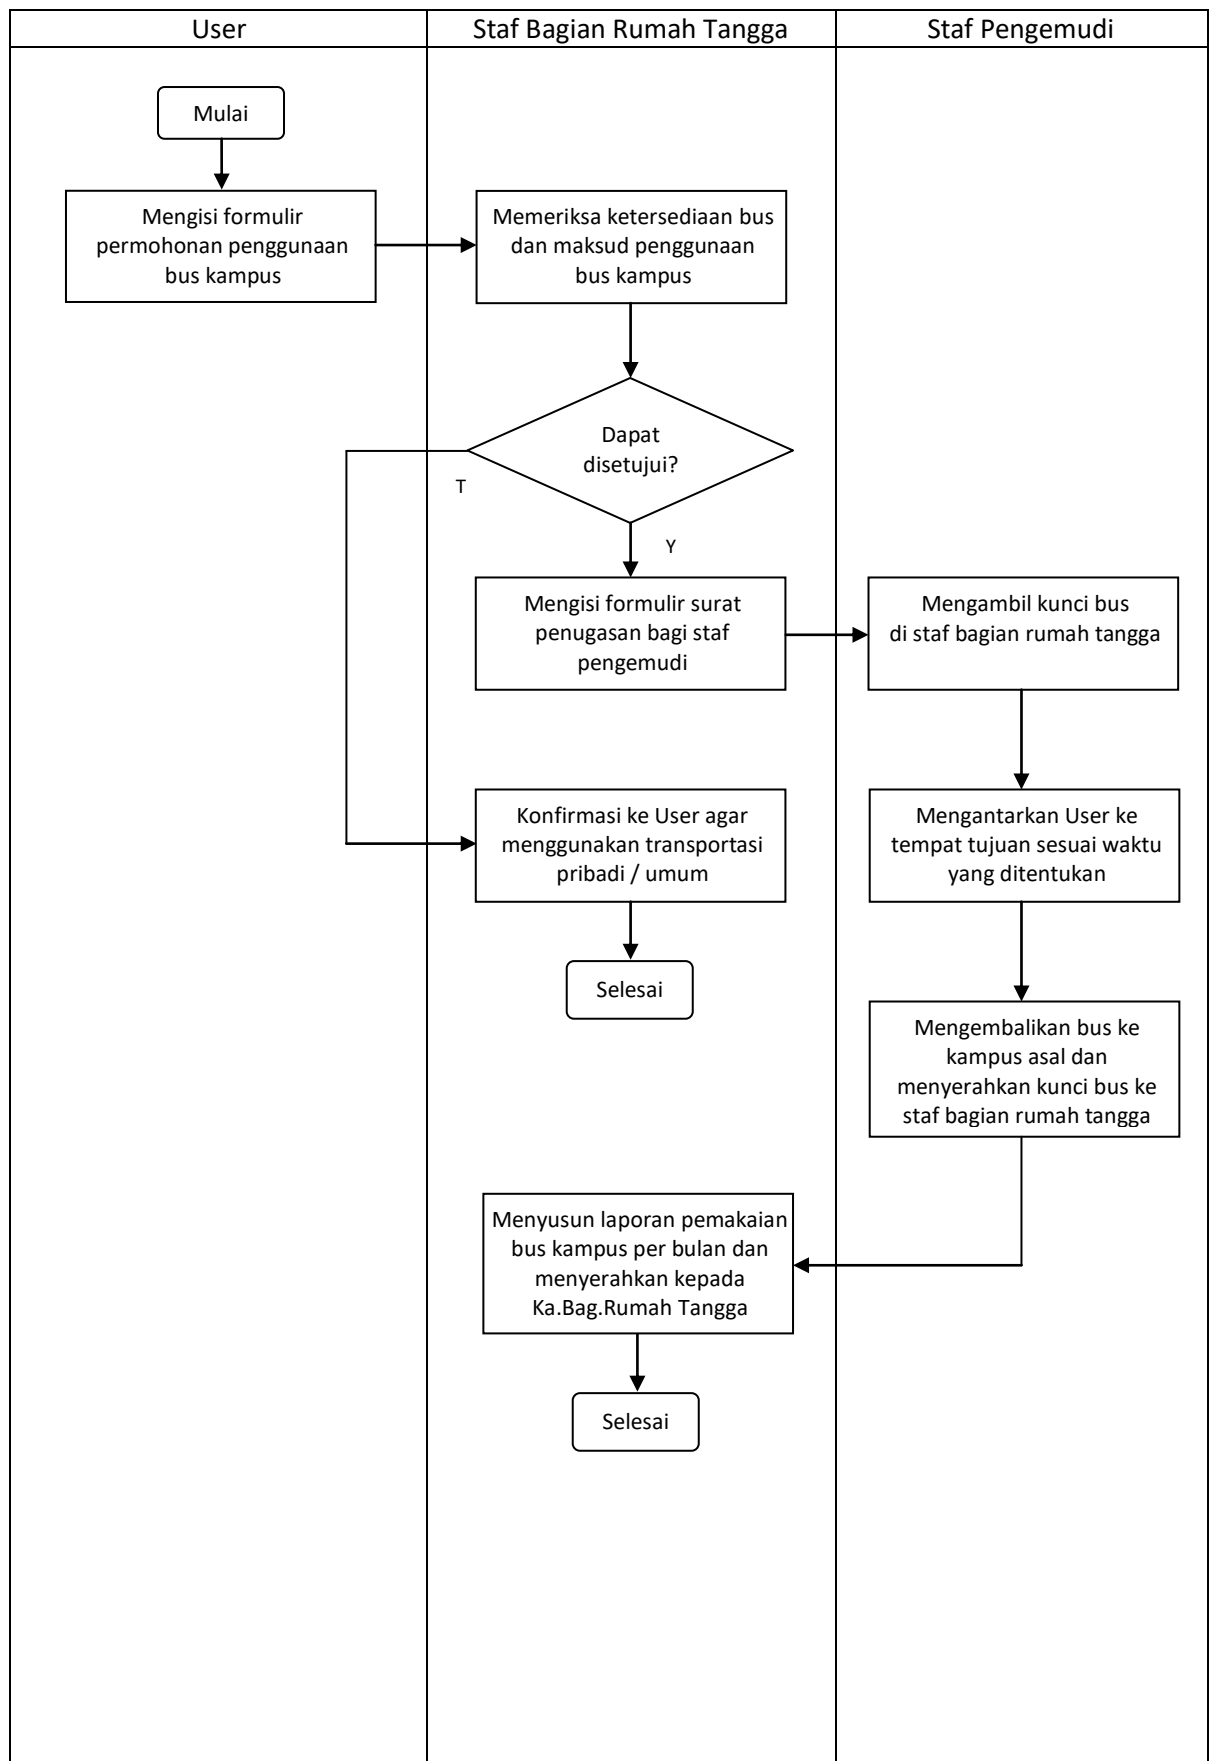 User
Staf Bagian Rumah Tangga
Staf Pengemudi
Mulai
Mengisi formulir
permohonan penggunaan
bus kampus
Memeriksa ketersediaan bus
dan maksud penggunaan
bus kampus
Dapat
disetujui?
T
Y
Mengisi formulir surat
penugasan bagi staf
pengemudi
Mengambil kunci bus
di staf bagian rumah tangga
Konfirmasi ke User agar
menggunakan transportasi
pribadi / umum
Mengantarkan User ke
tempat tujuan sesuai waktu
yang ditentukan
Selesai
Mengembalikan bus ke
kampus asal dan
menyerahkan kunci bus ke
staf bagian rumah tangga
Menyusun laporan pemakaian
bus kampus per bulan dan
menyerahkan kepada
Ka.Bag.Rumah Tangga
Selesai